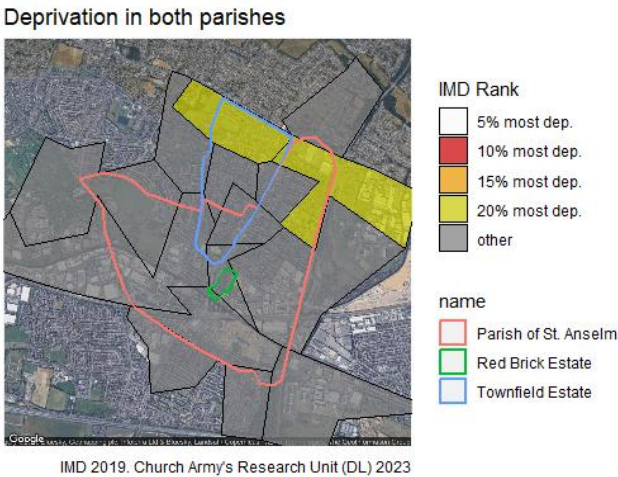 Deprivation in both parishes
IMD Rank
5% most dep.
10% most dep.
15% most dep.
20% most dep.
other
name
Parish of St. Anselm
Red Brick Estate
Townfield Estate
Google
IMD 2019. Church Army's Research Unit (DL) 2023